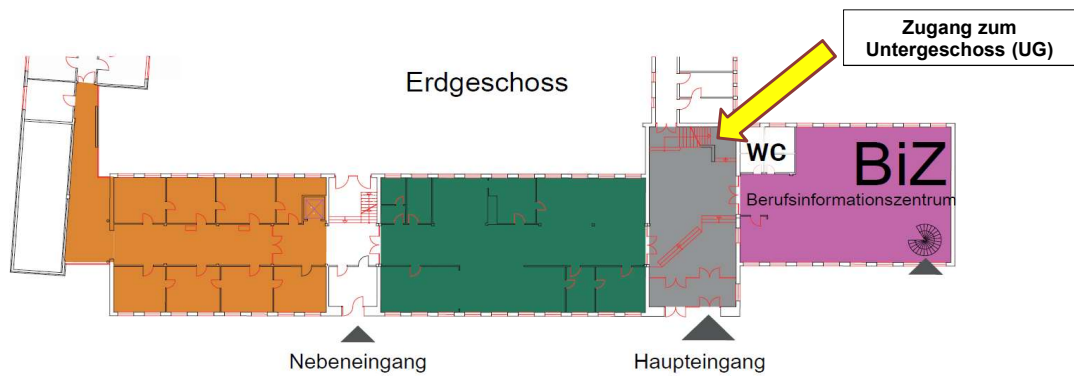 Zugang zum
Untergeschoss (UG)
Erdgeschoss
WC
BiZ
Berufsinformationszentrum
Nebeneingang
Haupteingang